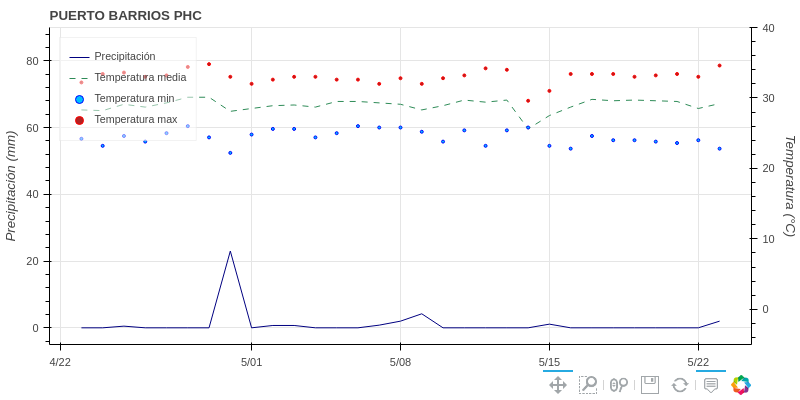 PUERTO BARRIOS PHC
Precipitación
Temperatura media
Temperatura min
Temperatura max
Precipitación (mm)
80
60
40
20
0
Temperatura (°C)
40
30
20
10
0
4/22
5/01
5/08
5/15
5/22